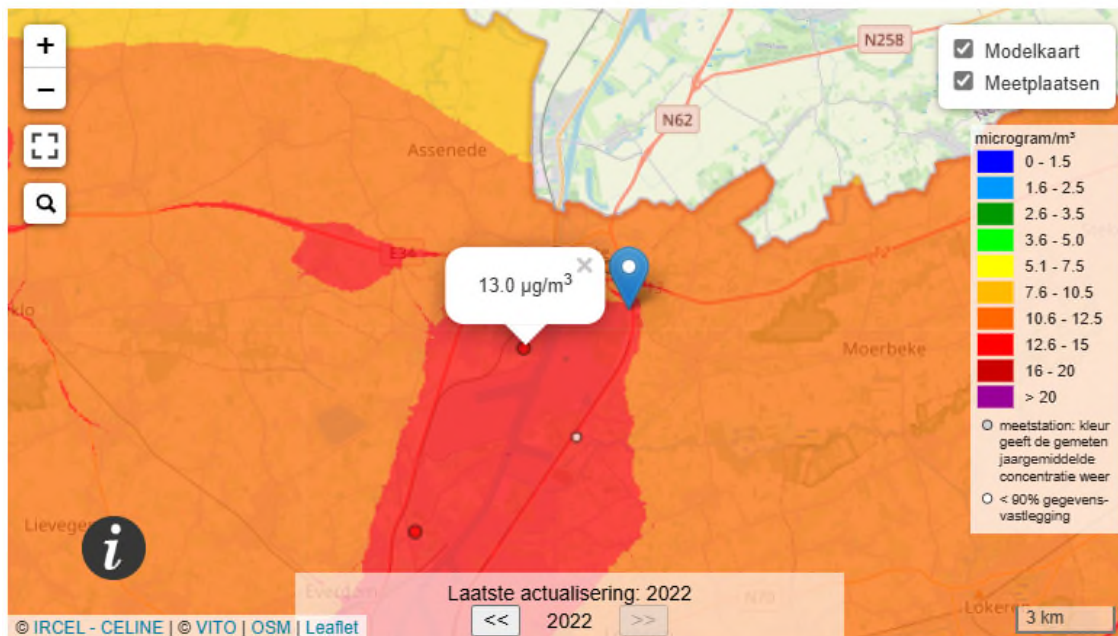 +
−
N258
N62
Assenede
E34
13.0 µg/m³
×
Moerbeke
Lievege
N70
Lokeren
Modelkaart
Meetplaatsen
microgram/m³
0 - 1.5
1.6 - 2.5
2.6 - 3.5
3.6 - 5.0
5.1 - 7.5
7.6 - 10.5
10.6 - 12.5
12.6 - 15
16 - 20
> 20
meetstation: kleur
geeft de gemeten
jaargemiddelde
concentratie weer
< 90% gegevens-
vastlegging
i
Laatste actualisering: 2022
<< 2022 >>
3 km
© IRCEL - CELINE | © VITO | OSM | Leaflet